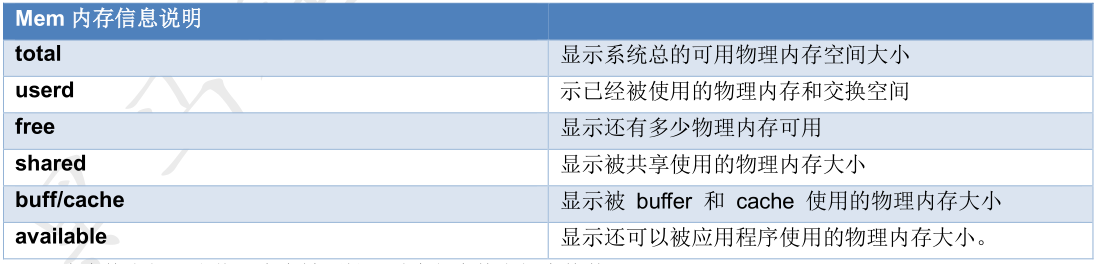 Mem 内存信息说明
total 显示系统总的可用物理内存空间大小
userd 示已经被使用的物理内存和交换空间
free 显示还有多少物理内存可用
shared 显示被共享使用的物理内存大小
buff/cache 显示被 buffer 和 cache 使用的物理内存大小
available 显示还可以被应用程序使用的物理内存大小。